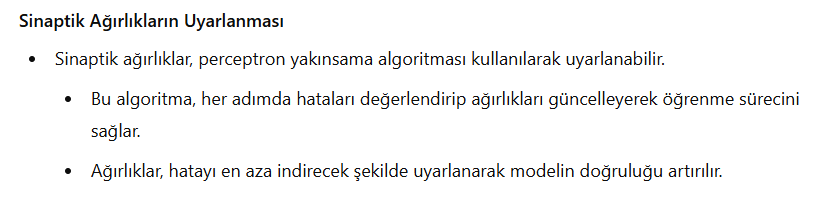 Sinaptik Ağırlıkların Uyarlanması
• Sinaptik ağırlıklar, perceptron yakınsama algoritması kullanılarak uyarlanabilir.
• Bu algoritma, her adımda hataları değerlendirip ağırlıkları güncelleyerek öğrenme sürecini
sağlar.
• Ağırlıklar, hatayı en aza indirecek şekilde uyarlanarak modelin doğruluğu artırılır.